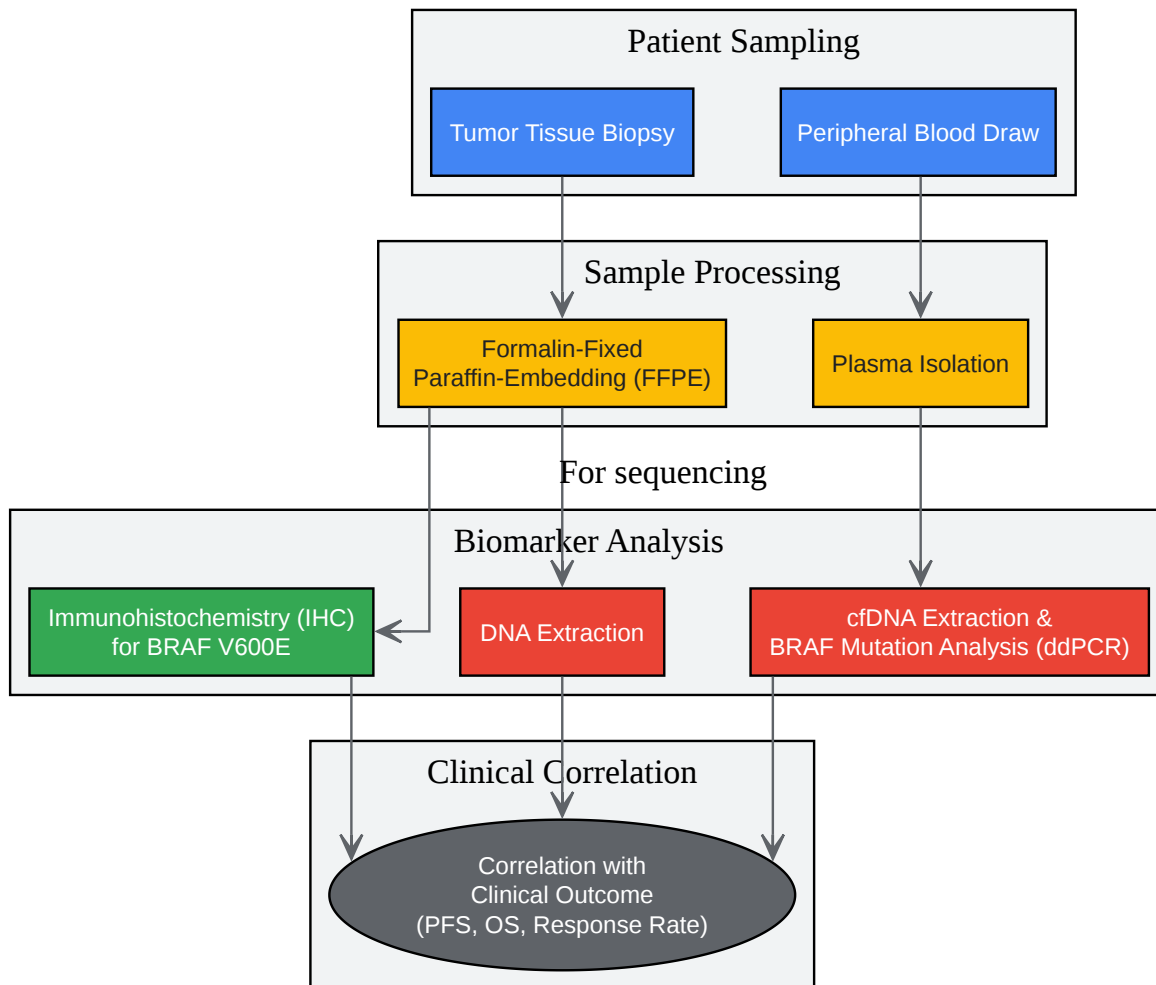 Patient Sampling
Tumor Tissue Biopsy
Peripheral Blood Draw
Sample Processing
Formalin-Fixed
Paraffin-Embedding (FFPE)
Plasma Isolation
For sequencing
Biomarker Analysis
Immunohistochemistry (IHC)
for BRAF V600E
DNA Extraction
cfDNA Extraction &
BRAF Mutation Analysis (ddPCR)
Clinical Correlation
Correlation with
Clinical Outcome
(PFS, OS, Response Rate)